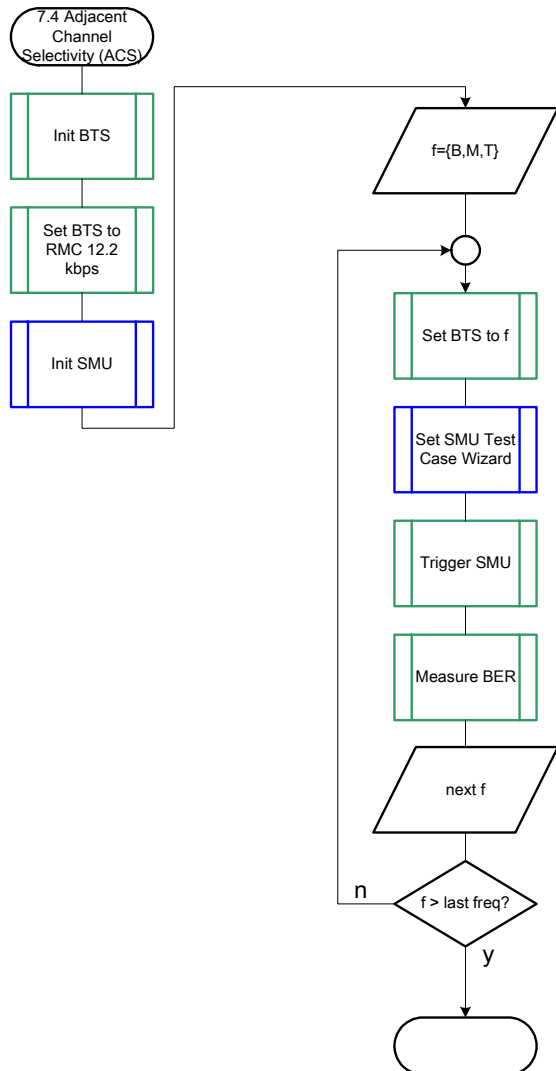 7.4 Adjacent
Channel
Selectivity (ACS)
Init BTS
Set BTS to
RMC 12.2
kbps
Init SMU
f={B,M,T}
Set BTS to f
Set SMU Test
Case Wizard
Trigger SMU
Measure BER
next f
f > last freq?
n
y